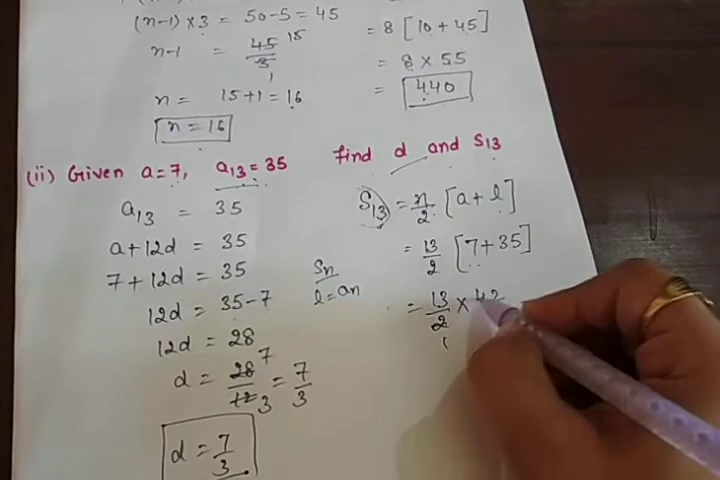 (n-1) × 3 = 50-5 = 45
n-1 = 45/3 15
1
n = 15+1 = 16
n = 16
= 8 [10 + 45]
= 8 × 55
= 440
(ii) Given a = 7, a13 = 35 find d and S13
a13 = 35
a + 12d = 35
7 + 12d = 35
12d = 35-7
12d = 28
d = 28/12 7 3 = 7/3
d = 7/3
Sn
l = an
S13 = n/2 [a + l]
= 13/2 [7 + 35]
= 13/2 × 42
1